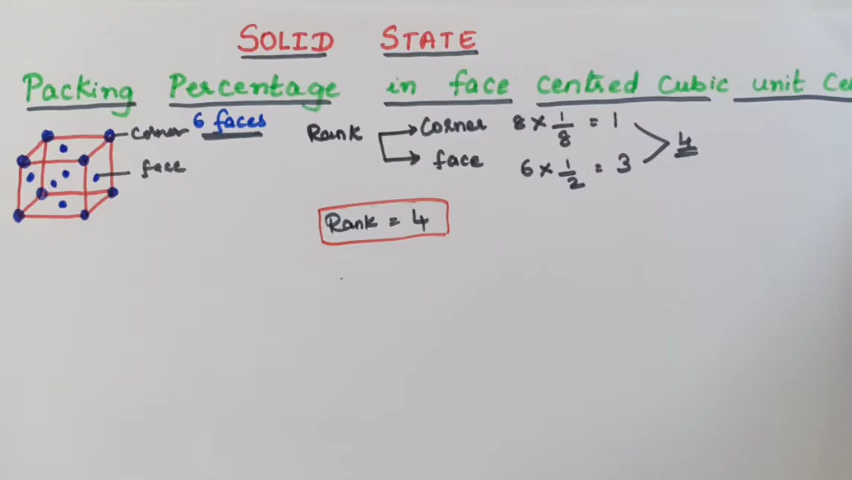 SOLID STATE
Packing Percentage in face centred cubic unit ce
corner
6 faces
face
Rank
Corner 8 × 1/8 = 1
face 6 × 1/2 = 3
4
Rank = 4